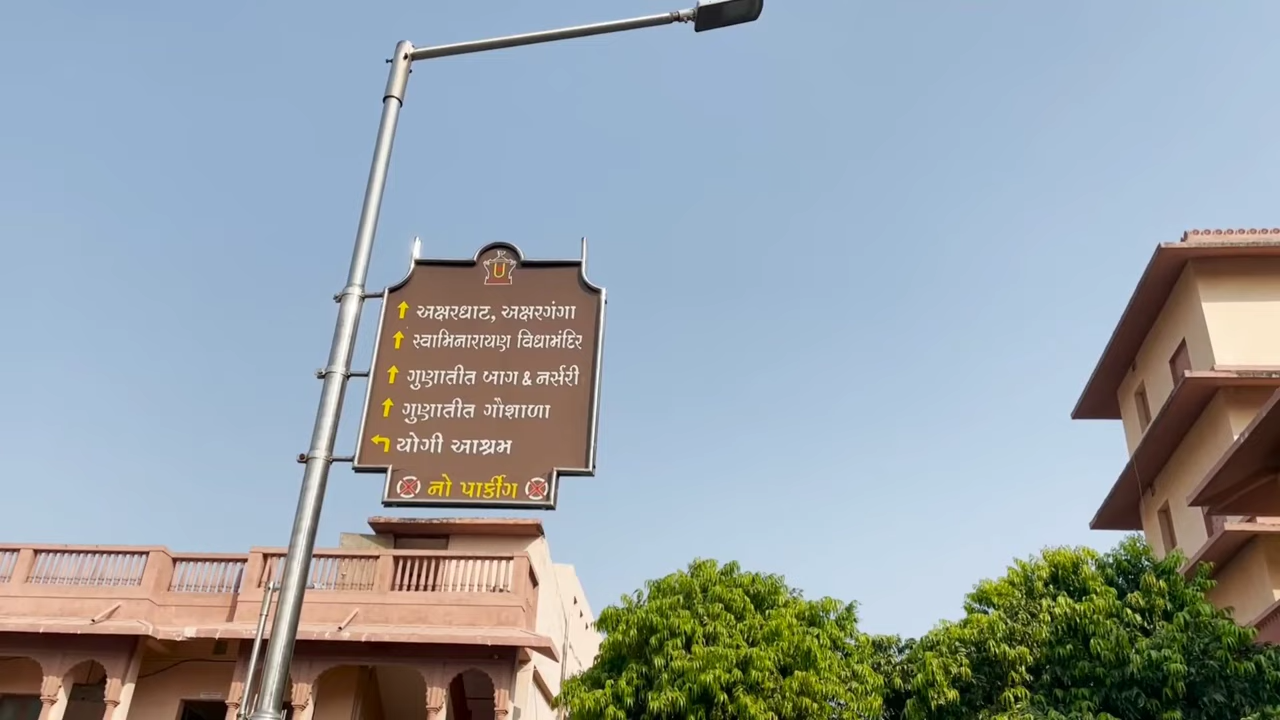 અક્ષરઘાટ, અક્ષરગંગા
સ્વામિનારાયણ વિદ્યામંદિર
ગુણાતીત બાગ & નર્સરી
ગુણાતીત ગૌશાળા
યોગી આશ્રમ
નો પાર્કીંગ